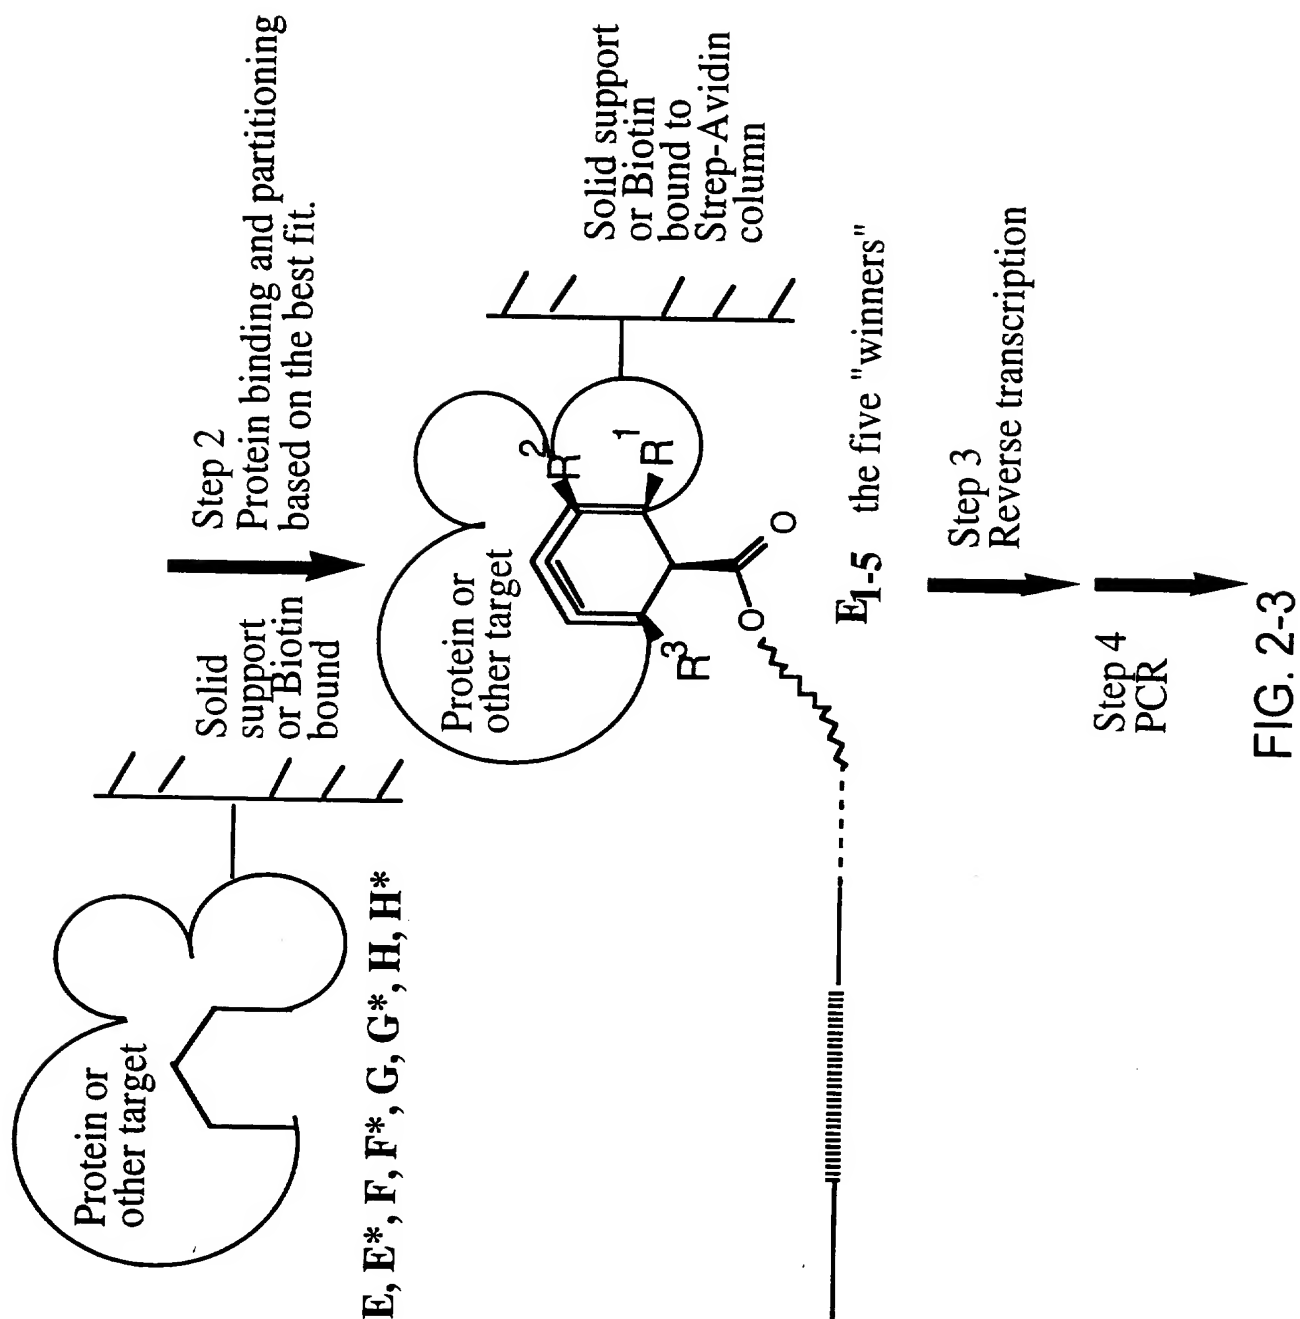 Protein or
other target
Solid
support
or Biotin
bound
E, E*, F, F*, G, G*, H, H*
Step 2
Protein binding and partitioning
based on the best fit.
Protein or
other target
R3
R2
R1
O
O
Solid support
or Biotin
bound to
Strep-Avidin
column
E1-5 the five "winners"
Step 3
Reverse transcription
Step 4
PCR
FIG. 2-3